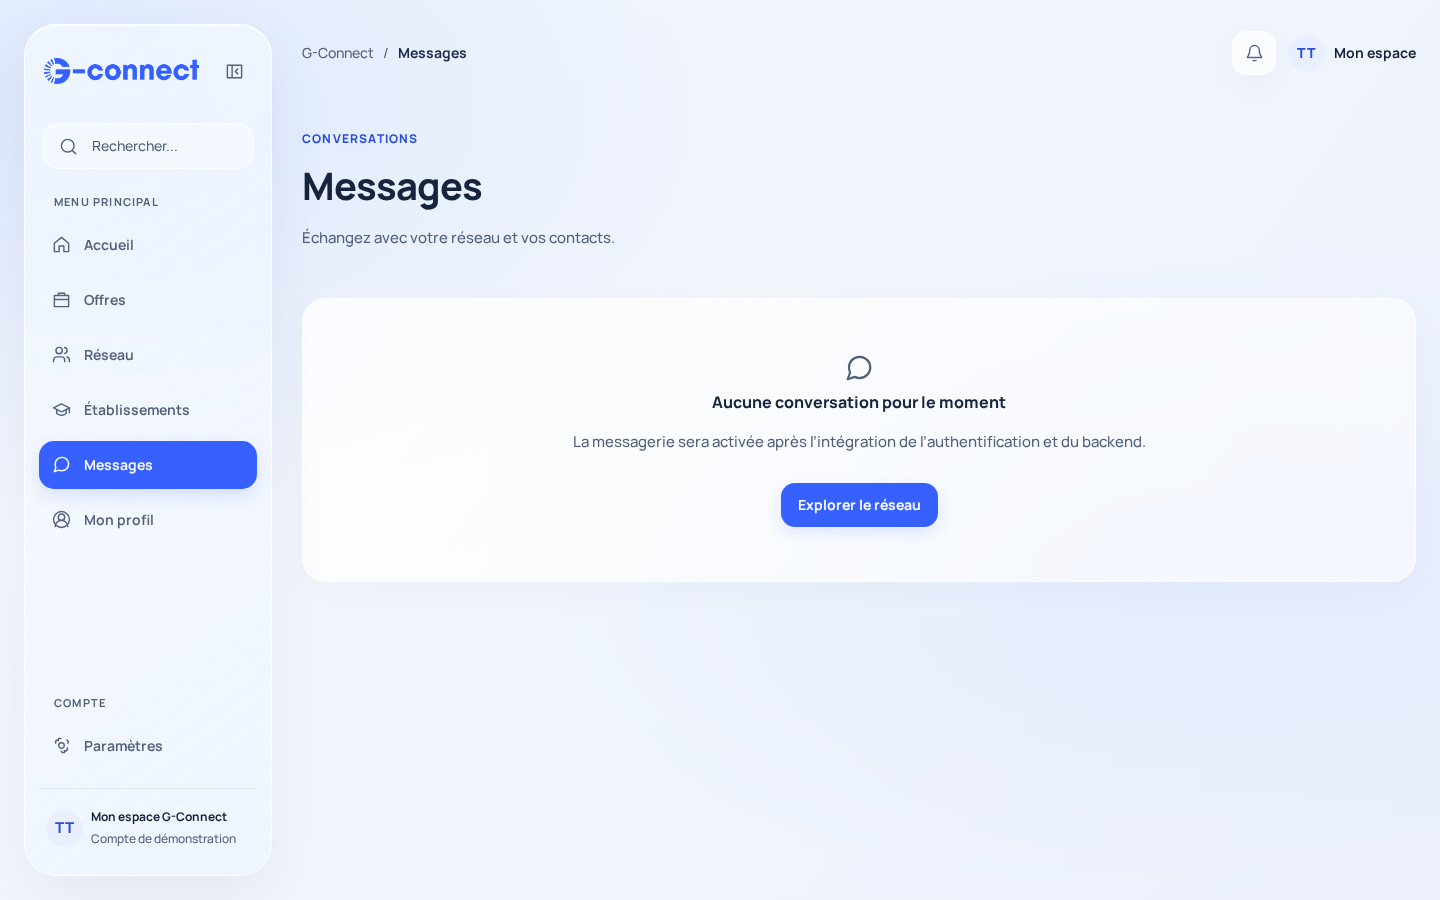 G-connect
Rechercher...
MENU PRINCIPAL
Accueil
Offres
Réseau
Établissements
Messages
Mon profil
COMPTE
Paramètres
TT
Mon espace G-Connect
Compte de démonstration
G-Connect / Messages
TT
Mon espace
CONVERSATIONS
Messages
Échangez avec votre réseau et vos contacts.
Aucune conversation pour le moment
La messagerie sera activée après l’intégration de l’authentification et du backend.
Explorer le réseau